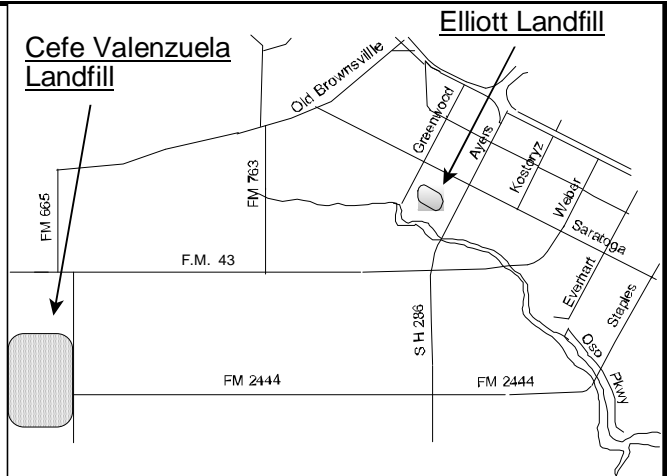 Elliott Landfill
Cefe Valenzuela
Landfill
Old Brownsville
Greenwood
Ayers
Kostoryz
Weber
Saratoga
Everhart
Staples
Oso
Pkwy
FM 665
FM 763
F.M. 43
S H 286
FM 2444
FM 2444